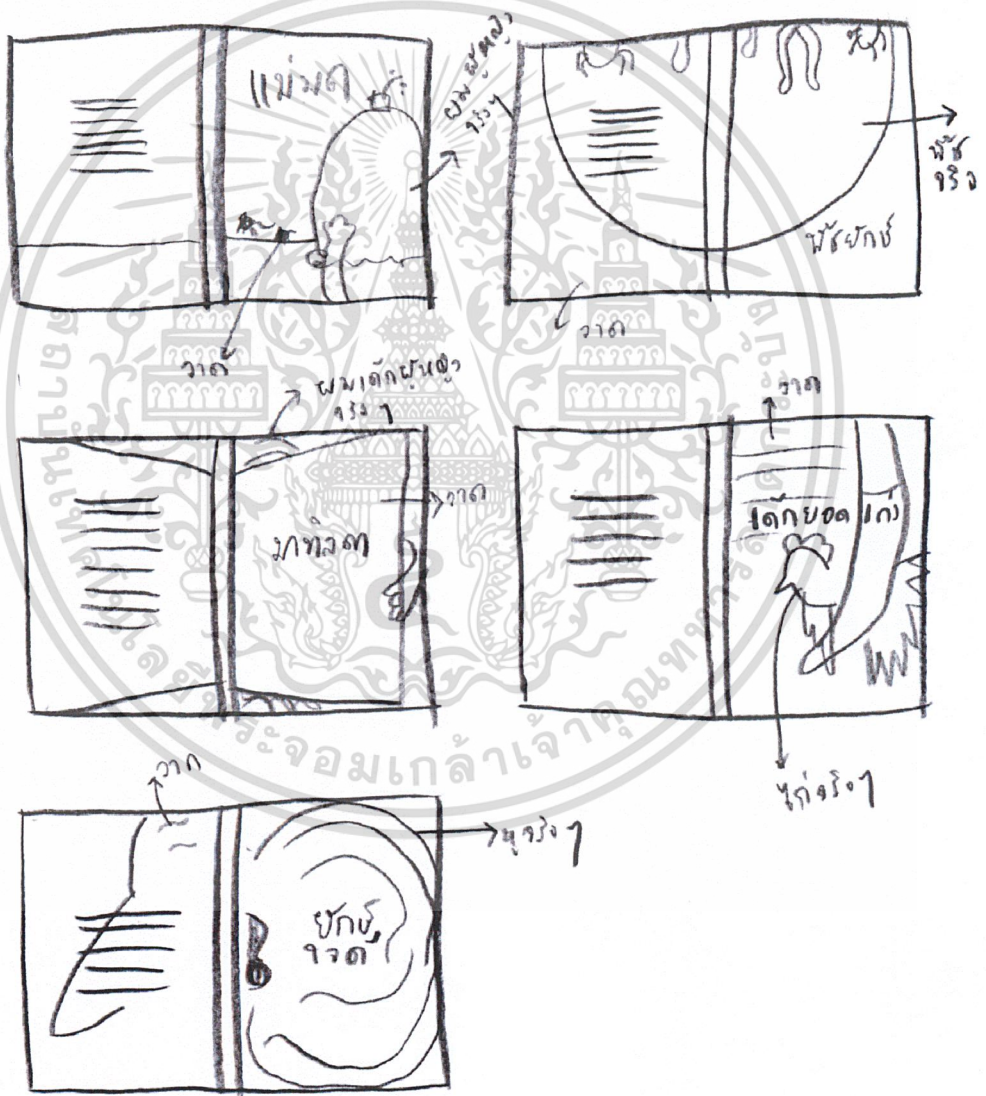 แม่มด
ผมผู้หญิง
จริงๆ
วาด
พีช
จริง
พีชยักษ์
วาด
ผมเด็กผู้หญิง
จริงๆ
มาทิลดา
วาด
วาด
เด็กยอดเก่ง
ไก่จริงๆ
วาด
ยักษ์
ใจดี
หูจริงๆ